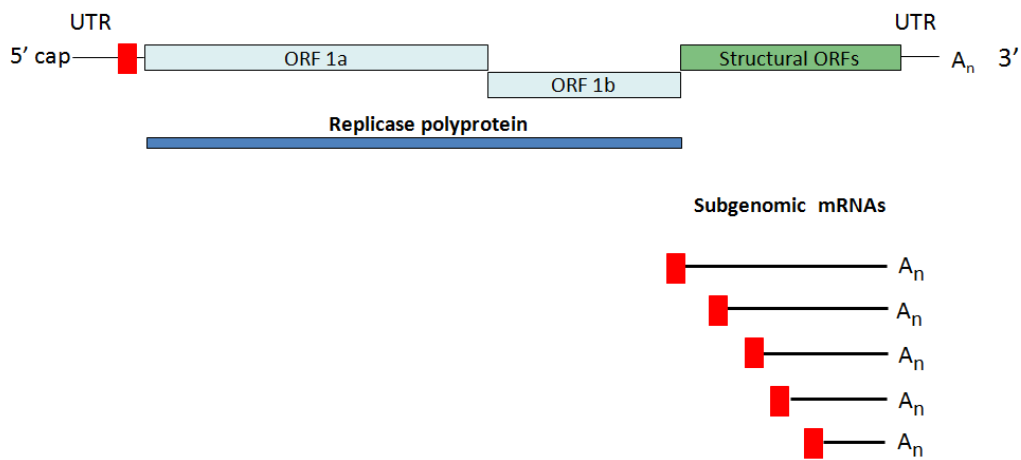 UTR UTR
5’ cap ORF 1a Structural ORFs An 3’
ORF 1b
Replicase polyprotein
Subgenomic mRNAs
An
An
An
An
An